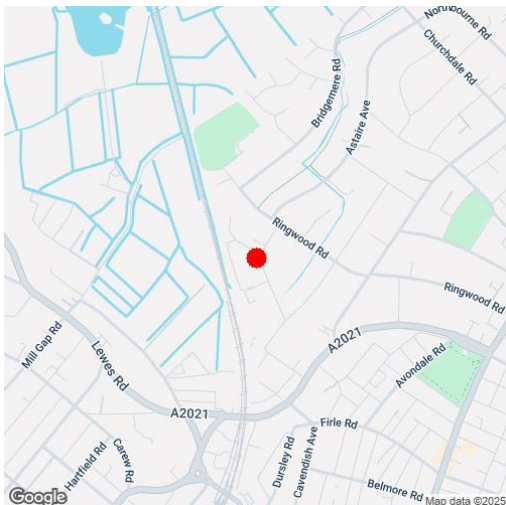 Northbourne Rd
Churchdale Rd
Bridgemere Rd
Astaire Ave
Ringwood Rd
Ringwood Rd
Mill Gap Rd
Lewes Rd
A2021
Avondale Rd
A2021
Firle Rd
Hartfield Rd
Carew Rd
Dursley Rd
Cavendish Ave
Belmore Rd
Google
Map data ©2025